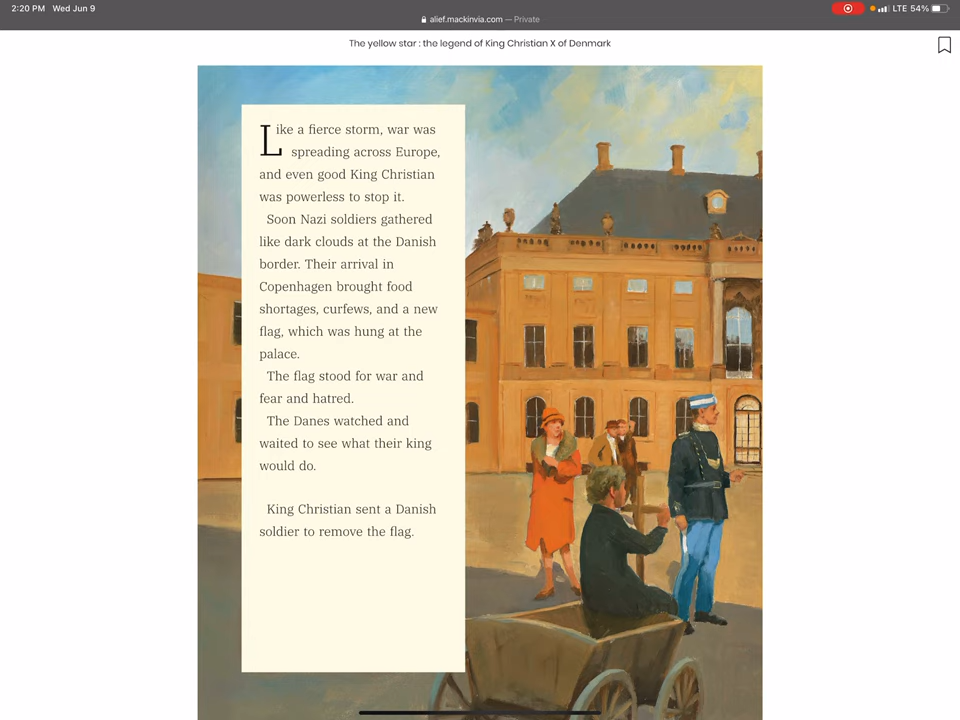 2:20 PM Wed Jun 9
LTE 54%
alief.mackinvia.com — Private
The yellow star : the legend of King Christian X of Denmark
Like a fierce storm, war was
spreading across Europe,
and even good King Christian
was powerless to stop it.
Soon Nazi soldiers gathered
like dark clouds at the Danish
border. Their arrival in
Copenhagen brought food
shortages, curfews, and a new
flag, which was hung at the
palace.
The flag stood for war and
fear and hatred.
The Danes watched and
waited to see what their king
would do.
King Christian sent a Danish
soldier to remove the flag.